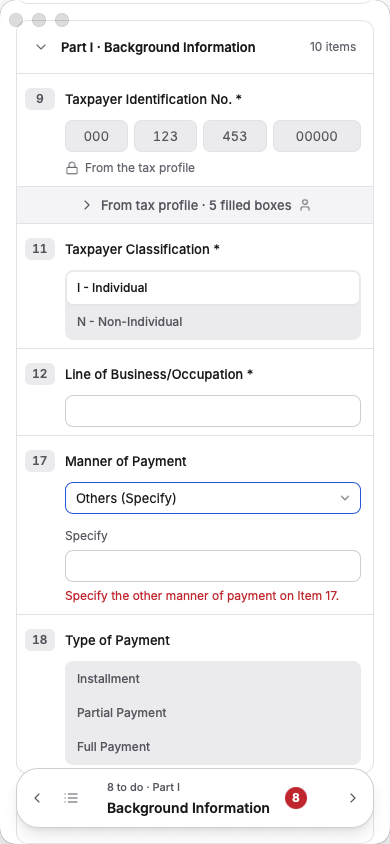 Part I · Background Information 10 items
9 Taxpayer Identification No. *
000 123 453 00000
From the tax profile
From tax profile · 5 filled boxes
11 Taxpayer Classification *
I - Individual
N - Non-Individual
12 Line of Business/Occupation *
17 Manner of Payment
Others (Specify)
Specify
Specify the other manner of payment on Item 17.
18 Type of Payment
Installment
Partial Payment
Full Payment
8 to do · Part I
Background Information 8